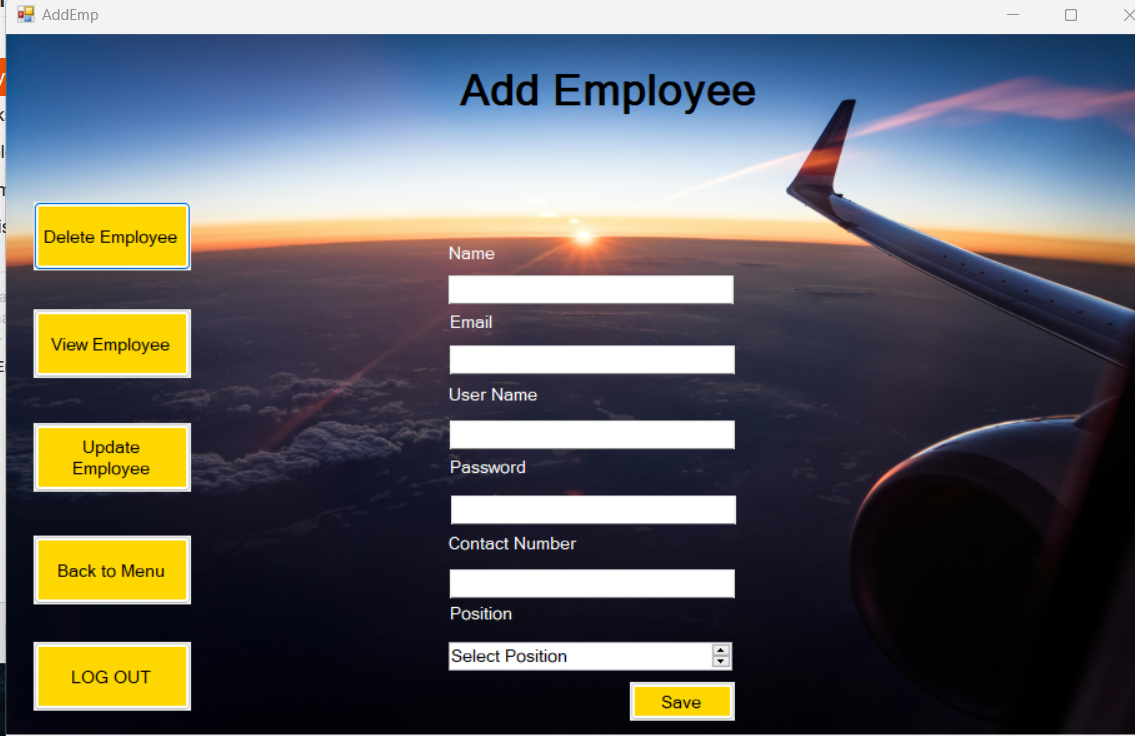 AddEmp
Add Employee
Delete Employee
View Employee
Update
Employee
Back to Menu
LOG OUT
Name
Email
User Name
Password
Contact Number
Position
Select Position
Save